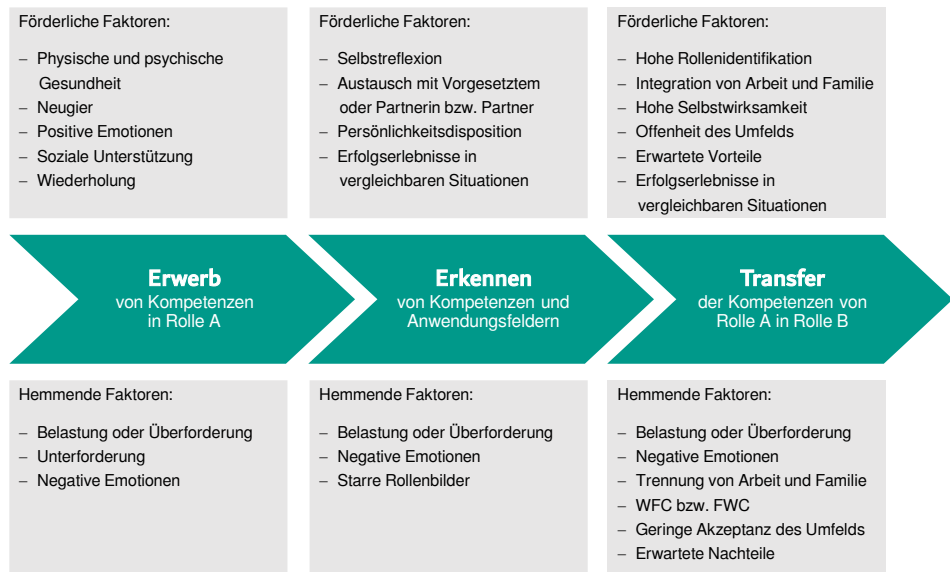 Förderliche Faktoren:
– Physische und psychische
Gesundheit
– Neugier
– Positive Emotionen
– Soziale Unterstützung
– Wiederholung
Förderliche Faktoren:
– Selbstreflexion
– Austausch mit Vorgesetztem
oder Partnerin bzw. Partner
– Persönlichkeitsdisposition
– Erfolgserlebnisse in
vergleichbaren Situationen
Förderliche Faktoren:
– Hohe Rollenidentifikation
– Integration von Arbeit und Familie
– Hohe Selbstwirksamkeit
– Offenheit des Umfelds
– Erwartete Vorteile
– Erfolgserlebnisse in
vergleichbaren Situationen
Erwerb
von Kompetenzen
in Rolle A
Erkennen
von Kompetenzen und
Anwendungsfeldern
Transfer
der Kompetenzen von
Rolle A in Rolle B
Hemmende Faktoren:
– Belastung oder Überforderung
– Unterforderung
– Negative Emotionen
Hemmende Faktoren:
– Belastung oder Überforderung
– Negative Emotionen
– Starre Rollenbilder
Hemmende Faktoren:
– Belastung oder Überforderung
– Negative Emotionen
– Trennung von Arbeit und Familie
– WFC bzw. FWC
– Geringe Akzeptanz des Umfelds
– Erwartete Nachteile